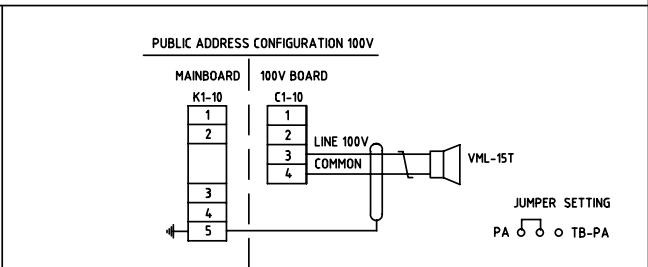 PUBLIC ADDRESS CONFIGURATION 100V
MAINBOARD 100V BOARD
K1-10 C1-10
1 1
2 2
3 LINE 100V
4 COMMON
VML-15T
3
4
5
JUMPER SETTING
PA TB-PA